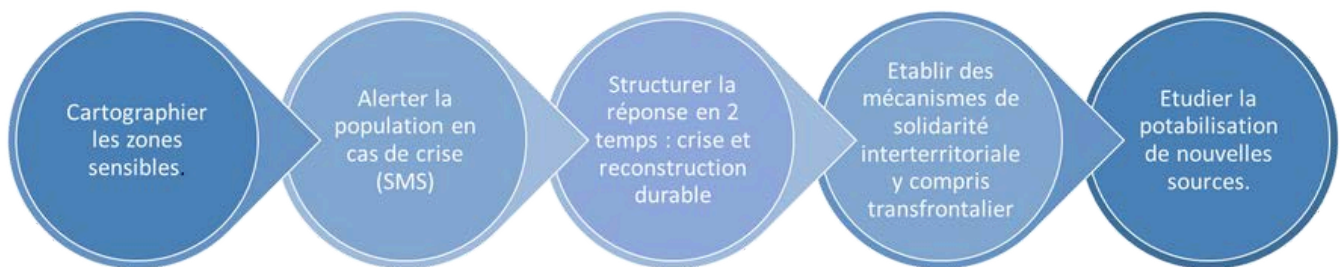 Cartographier
les zones
sensibles.
Alerter la
population en
cas de crise
(SMS)
Structurer la
réponse en 2
temps : crise et
reconstruction
durable
Etablir des
mécanismes de
solidarité
interterritoriale
y compris
transfrontalier
Etudier la
potabilisation
de nouvelles
sources.